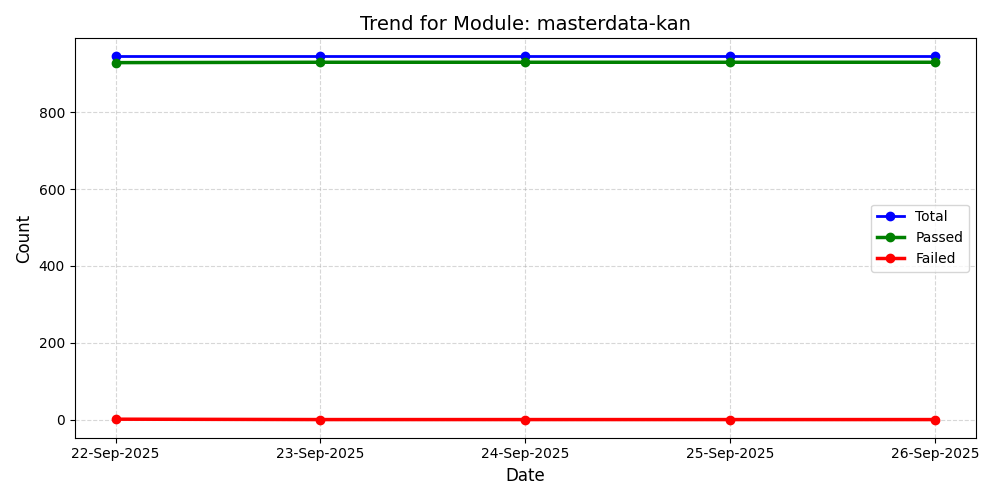 Trend for Module: masterdata-kan
Count
800
600
400
200
0
Total
Passed
Failed
22-Sep-2025
23-Sep-2025
24-Sep-2025
25-Sep-2025
26-Sep-2025
Date